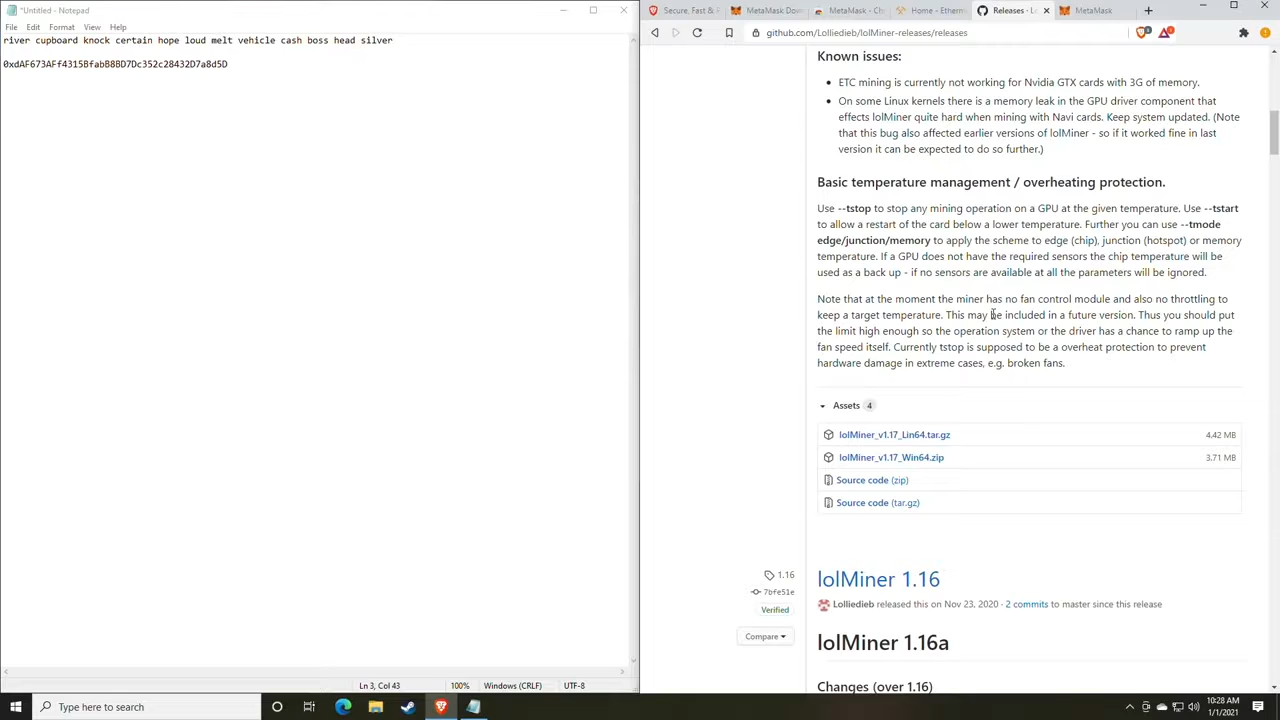 *Untitled - Notepad
File Edit Format View Help
river cupboard knock certain hope loud melt vehicle cash boss head silver
0xdAF673AFf4315BfabB8BD7Dc352c28432D7a8d5D
Ln 3, Col 43 100% Windows (CRLF) UTF-8
Secure, Fast & P MetaMask Dow MetaMask - Ch Home - Etherm Releases · Lo MetaMask
github.com/Lolliedieb/lolMiner-releases/releases
Known issues:
ETC mining is currently not working for Nvidia GTX cards with 3G of memory.
On some Linux kernels there is a memory leak in the GPU driver component that
effects lolMiner quite hard when mining with Navi cards. Keep system updated. (Note
that this bug also affected earlier versions of lolMiner - so if it worked fine in last
version it can be expected to do so further.)
Basic temperature management / overheating protection.
Use --tstop to stop any mining operation on a GPU at the given temperature. Use --tstart
to allow a restart of the card below a lower temperature. Further you can use --tmode
edge/junction/memory to apply the scheme to edge (chip), junction (hotspot) or memory
temperature. If a GPU does not have the required sensors the chip temperature will be
used as a back up - if no sensors are available at all the parameters will be ignored.
Note that at the moment the miner has no fan control module and also no throttling to
keep a target temperature. This may be included in a future version. Thus you should put
the limit high enough so the operation system or the driver has a chance to ramp up the
fan speed itself. Currently tstop is supposed to be a overheat protection to prevent
hardware damage in extreme cases, e.g. broken fans.
Assets 4
lolMiner_v1.17_Lin64.tar.gz 4.42 MB
lolMiner_v1.17_Win64.zip 3.71 MB
Source code (zip)
Source code (tar.gz)
1.16
7bfe51e
Verified
Compare
lolMiner 1.16
Lolliedieb released this on Nov 23, 2020 · 2 commits to master since this release
lolMiner 1.16a
Changes (over 1.16)
Type here to search
10:28 AM
1/1/2021